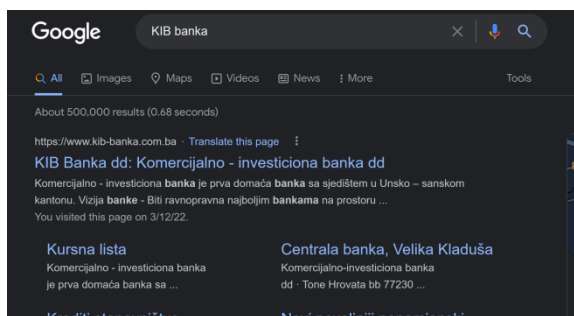 Google KIB banka
All Images Maps Videos News More Tools
About 500,000 results (0.68 seconds)
https://www.kib-banka.com.ba · Translate this page
KIB Banka dd: Komercijalno - investiciona banka dd
Komercijalno - investiciona banka je prva domaća banka sa sjedištem u Unsko – sanskom
kantonu. Vizija banke - Biti ravnopravna najboljim bankama na prostoru ...
You visited this page on 3/12/22.
Kursna lista
Komercijalno - investiciona banka
je prva domaća banka sa ...
Centrala banka, Velika Kladuša
Komercijalno-investiciona banka
dd · Tone Hrovata bb 77230 ...